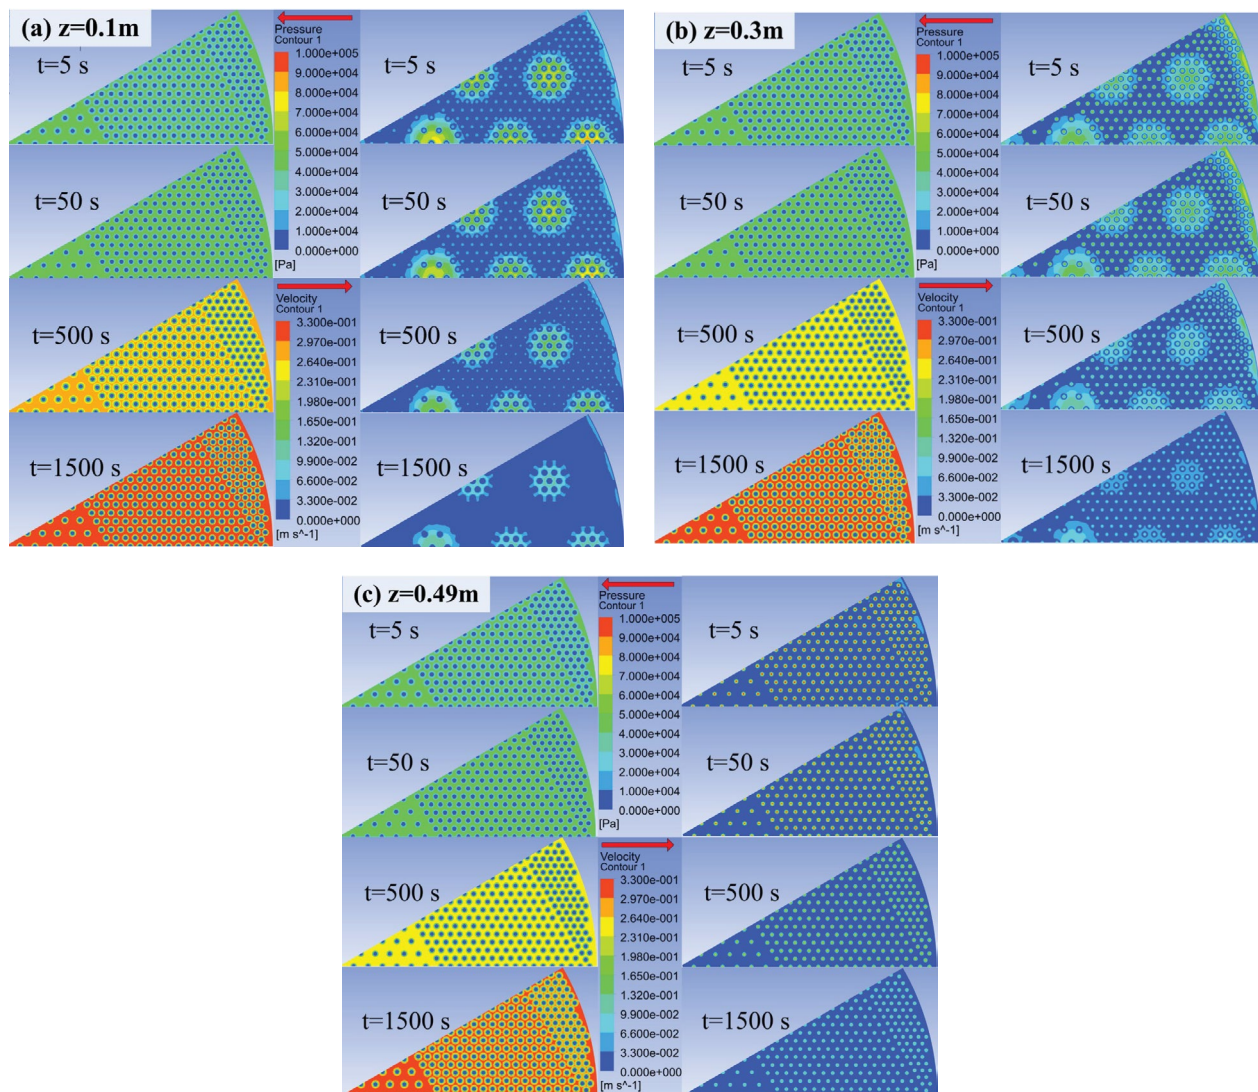 (a) z=0.1m
t=5 s
t=50 s
t=500 s
t=1500 s
Pressure
Contour 1
1.000e+005
9.000e+004
8.000e+004
7.000e+004
6.000e+004
5.000e+004
4.000e+004
3.000e+004
2.000e+004
1.000e+004
0.000e+000
[Pa]
Velocity
Contour 1
3.300e-001
2.970e-001
2.640e-001
2.310e-001
1.980e-001
1.650e-001
1.320e-001
9.900e-002
6.600e-002
3.300e-002
0.000e+000
[m s^-1]
t=5 s
t=50 s
t=500 s
t=1500 s
(b) z=0.3m
t=5 s
t=50 s
t=500 s
t=1500 s
Pressure
Contour 1
1.000e+005
9.000e+004
8.000e+004
7.000e+004
6.000e+004
5.000e+004
4.000e+004
3.000e+004
2.000e+004
1.000e+004
0.000e+000
[Pa]
Velocity
Contour 1
3.300e-001
2.970e-001
2.640e-001
2.310e-001
1.980e-001
1.650e-001
1.320e-001
9.900e-002
6.600e-002
3.300e-002
0.000e+000
[m s^-1]
t=5 s
t=50 s
t=500 s
t=1500 s
(c) z=0.49m
t=5 s
t=50 s
t=500 s
t=1500 s
Pressure
Contour 1
1.000e+005
9.000e+004
8.000e+004
7.000e+004
6.000e+004
5.000e+004
4.000e+004
3.000e+004
2.000e+004
1.000e+004
0.000e+000
[Pa]
Velocity
Contour 1
3.300e-001
2.970e-001
2.640e-001
2.310e-001
1.980e-001
1.650e-001
1.320e-001
9.900e-002
6.600e-002
3.300e-002
0.000e+000
[m s^-1]
t=5 s
t=50 s
t=500 s
t=1500 s